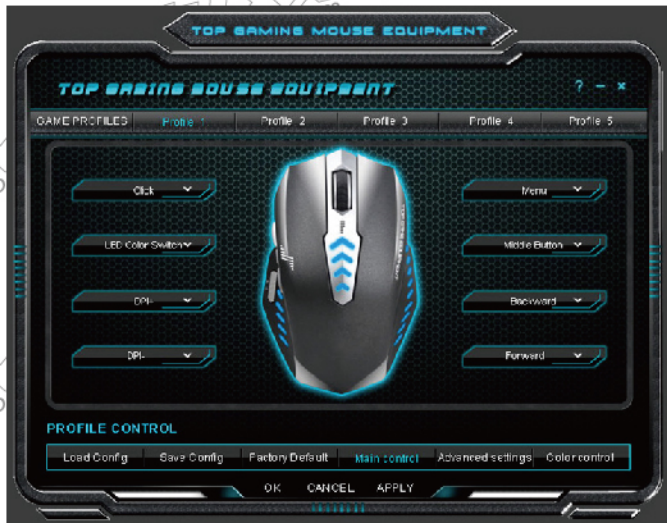 TOP GAMING MOUSE EQUIPMENT
TOP GAMING MOUSE EQUIPMENT
? – ×
GAME PROFILES Profile 1 Profile 2 Profile 3 Profile 4 Profile 5
Click Menu
LED Color Switch Middle Button
DPI- Backward
DPI- Forward
PROFILE CONTROL
Load Config Save Config Factory Default Main control Advanced settings Color control
OK CANCEL APPLY